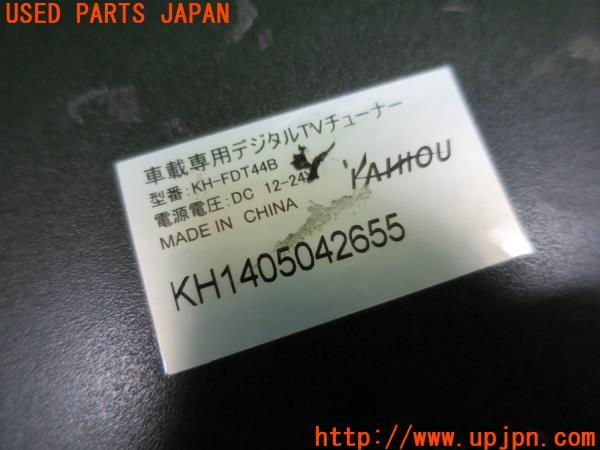 USED PARTS JAPAN
車載専用デジタルTVチューナー
型番:KH-FDT44B
電源電圧:DC 12-24V
KAIHOU
MADE IN CHINA
KH1405042655
http://www.upjpn.com